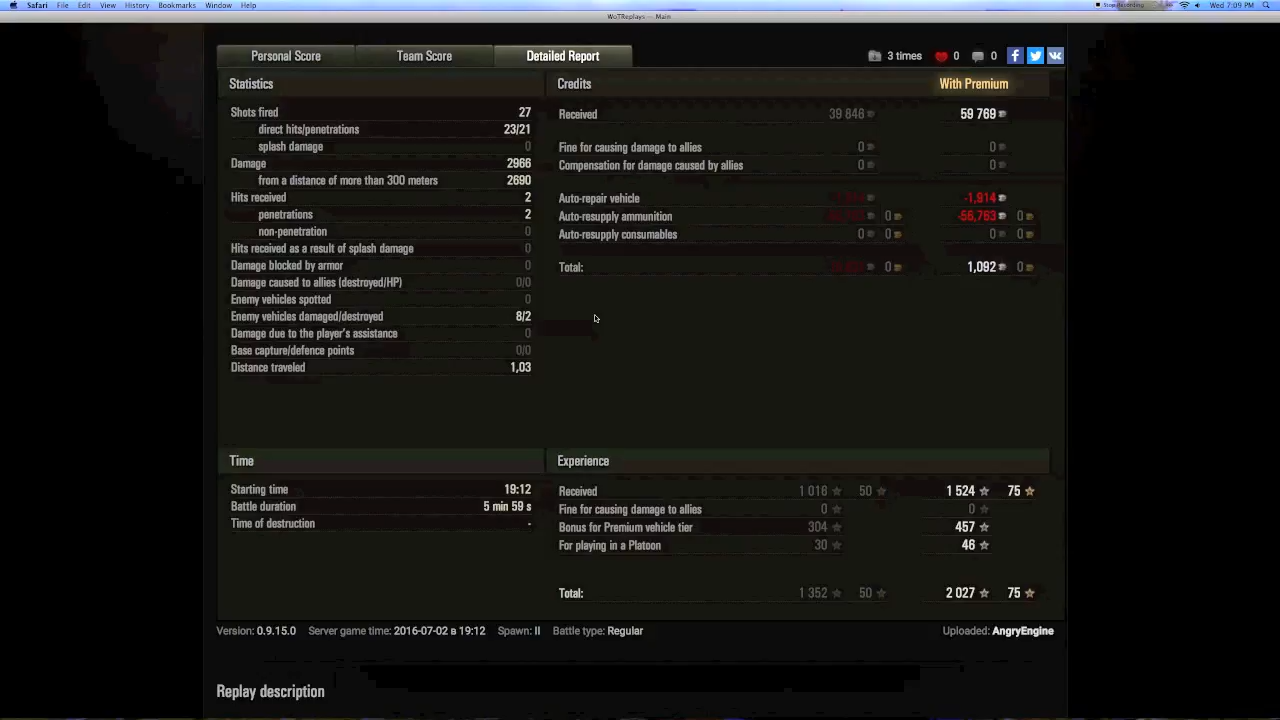 Safari File Edit View History Bookmarks Window Help Stop Recording Wed 7:09 PM
WoTReplays — Main
Personal Score Team Score Detailed Report 3 times 0 0
Statistics Credits With Premium
Shots fired 27 Received 39 846 59 769
direct hits/penetrations 23/21
splash damage 0 Fine for causing damage to allies 0 0
Damage 2966 Compensation for damage caused by allies 0 0
from a distance of more than 300 meters 2690
Hits received 2 Auto-repair vehicle -1,914
penetrations 2 Auto-resupply ammunition 0 -56,763 0
non-penetration 0 Auto-resupply consumables 0 0 0 0
Hits received as a result of splash damage 0
Damage blocked by armor 0 Total: 0 1,092 0
Damage caused to allies (destroyed/HP) 0/0
Enemy vehicles spotted 0
Enemy vehicles damaged/destroyed 8/2
Damage due to the player's assistance 0
Base capture/defence points 0/0
Distance traveled 1,03
Time Experience
Starting time 19:12 Received 1 018 50 1 524 75
Battle duration 5 min 59 s Fine for causing damage to allies 0 0
Time of destruction - Bonus for Premium vehicle tier 304 457
For playing in a Platoon 30 46
Total: 1 352 50 2 027 75
Version: 0.9.15.0 Server game time: 2016-07-02 в 19:12 Spawn: II Battle type: Regular Uploaded: AngryEngine
Replay description